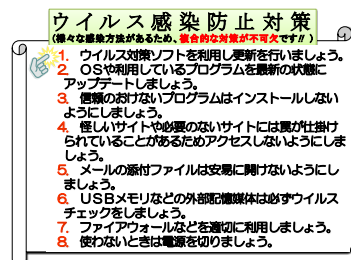 ウイルス感染防止対策
(様々な感染方法があるため、複合的な対策が不可欠です!!)
1. ウイルス対策ソフトを利用し更新を行いましょう。
2. OSや利用しているプログラムを最新の状態に
アップデートしましょう。
3. 信頼のおけないプログラムはインストールしない
ようにしましょう。
4. 怪しいサイトや必要のないサイトには罠が仕掛け
られていることがあるためアクセスしないようにしま
しょう。
5. メールの添付ファイルは安易に開けないようにし
ましょう。
6. USBメモリなどの外部記憶媒体は必ずウイルス
チェックをしましょう。
7. ファイアウォールなどを適切に利用しましょう。
8. 使わないときは電源を切りましょう。